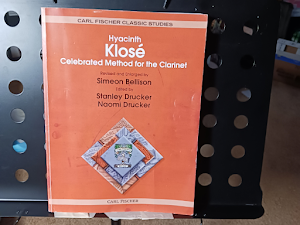 CARL FISCHER CLASSIC STUDIES
Hyacinth
Klosé
Celebrated Method for the Clarinet
Revised and Enlarged by
Simeon Bellison
Edited by
Stanley Drucker
Naomi Drucker
CARL FISCHER